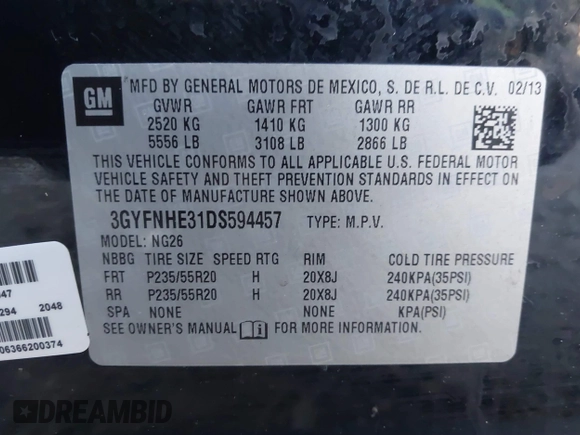 GM
MFD BY GENERAL MOTORS DE MEXICO, S. DE R.L. DE C.V. 02/13
GVWR GAWR FRT GAWR RR
2520 KG 1410 KG 1300 KG
5556 LB 3108 LB 2866 LB
THIS VEHICLE CONFORMS TO ALL APPLICABLE U.S. FEDERAL MOTOR
VEHICLE SAFETY AND THEFT PREVENTION STANDARDS IN EFFECT ON
THE DATE OF MANUFACTURE SHOWN ABOVE.
3GYFNHE31DS594457 TYPE: M.P.V.
MODEL: NG26
NBBG TIRE SIZE SPEED RTG RIM COLD TIRE PRESSURE
FRT P235/55R20 H 20X8J 240KPA(35PSI)
RR P235/55R20 H 20X8J 240KPA(35PSI)
SPA NONE NONE KPA(PSI)
SEE OWNER'S MANUAL i FOR MORE INFORMATION.
47
294 2048
06366200374
DREAMBID